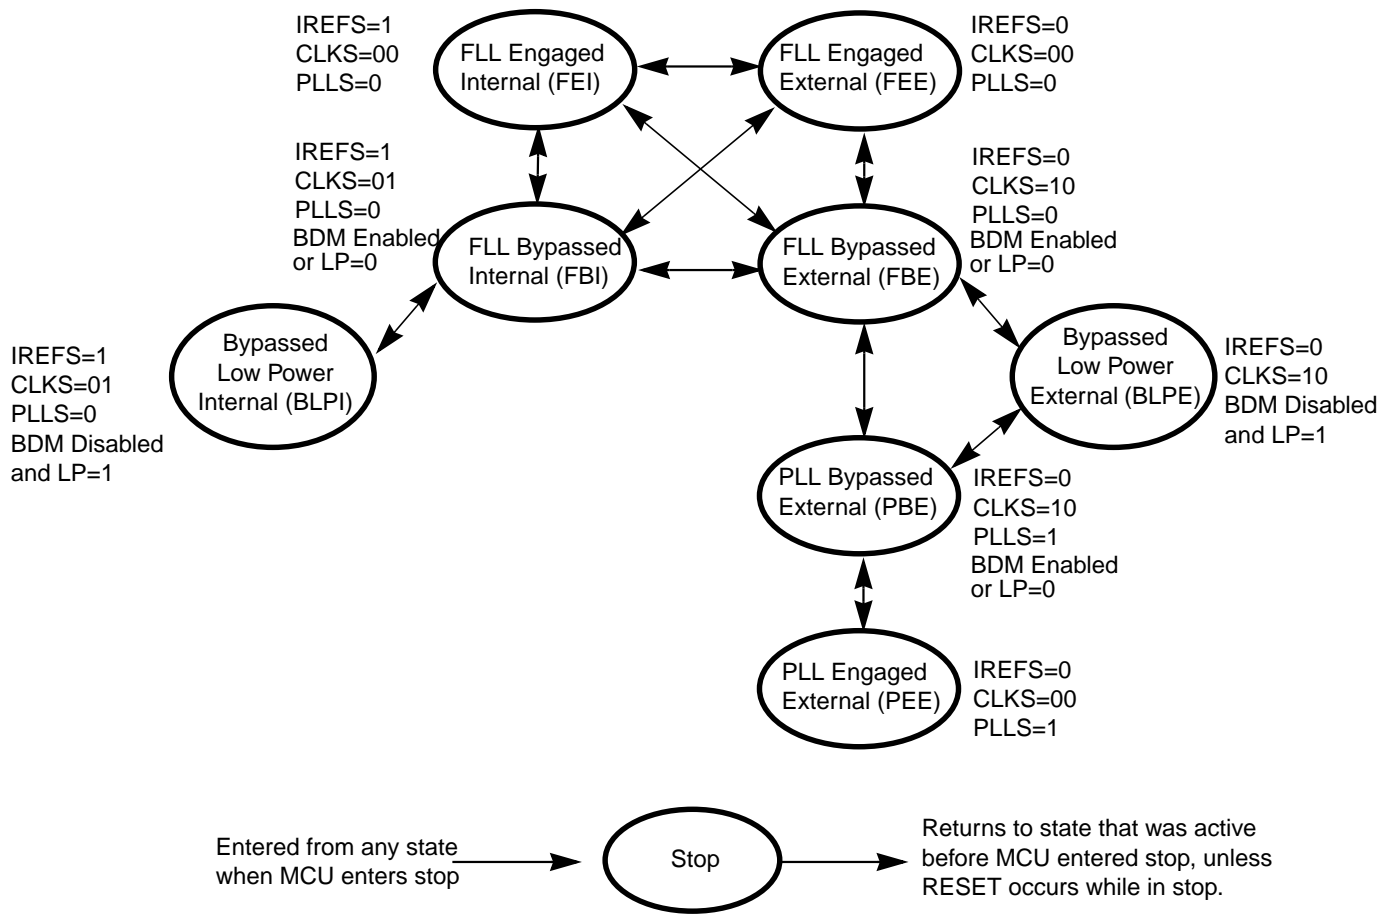 IREFS=1
CLKS=00
PLLS=0
FLL Engaged
Internal (FEI)
FLL Engaged
External (FEE)
IREFS=0
CLKS=00
PLLS=0
IREFS=1
CLKS=01
PLLS=0
BDM Enabled
or LP=0
FLL Bypassed
Internal (FBI)
FLL Bypassed
External (FBE)
IREFS=0
CLKS=10
PLLS=0
BDM Enabled
or LP=0
IREFS=1
CLKS=01
PLLS=0
BDM Disabled
and LP=1
Bypassed
Low Power
Internal (BLPI)
Bypassed
Low Power
External (BLPE)
IREFS=0
CLKS=10
BDM Disabled
and LP=1
PLL Bypassed
External (PBE)
IREFS=0
CLKS=10
PLLS=1
BDM Enabled
or LP=0
PLL Engaged
External (PEE)
IREFS=0
CLKS=00
PLLS=1
Entered from any state
when MCU enters stop
Stop
Returns to state that was active
before MCU entered stop, unless
RESET occurs while in stop.